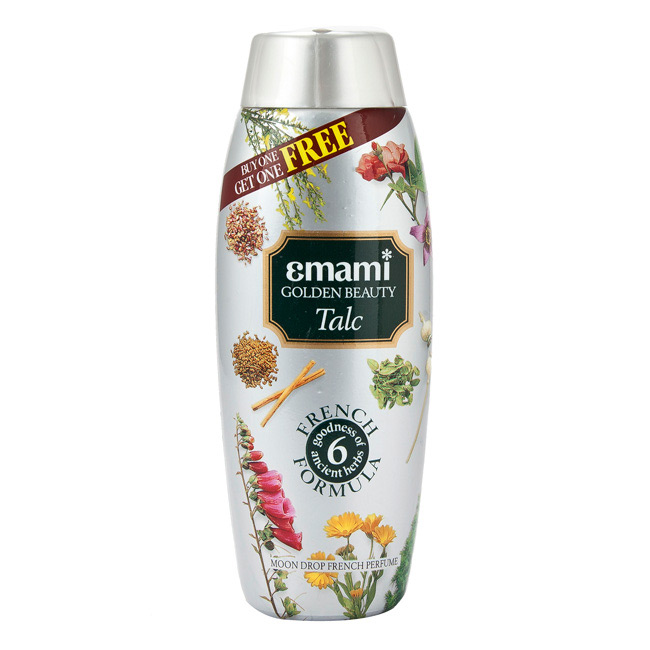 BUY ONE
GET ONE FREE
εmami*
GOLDEN BEAUTY
Talc
FRENCH
goodness of
6
ancient herbs
FORMULA
MOON DROP FRENCH PERFUME